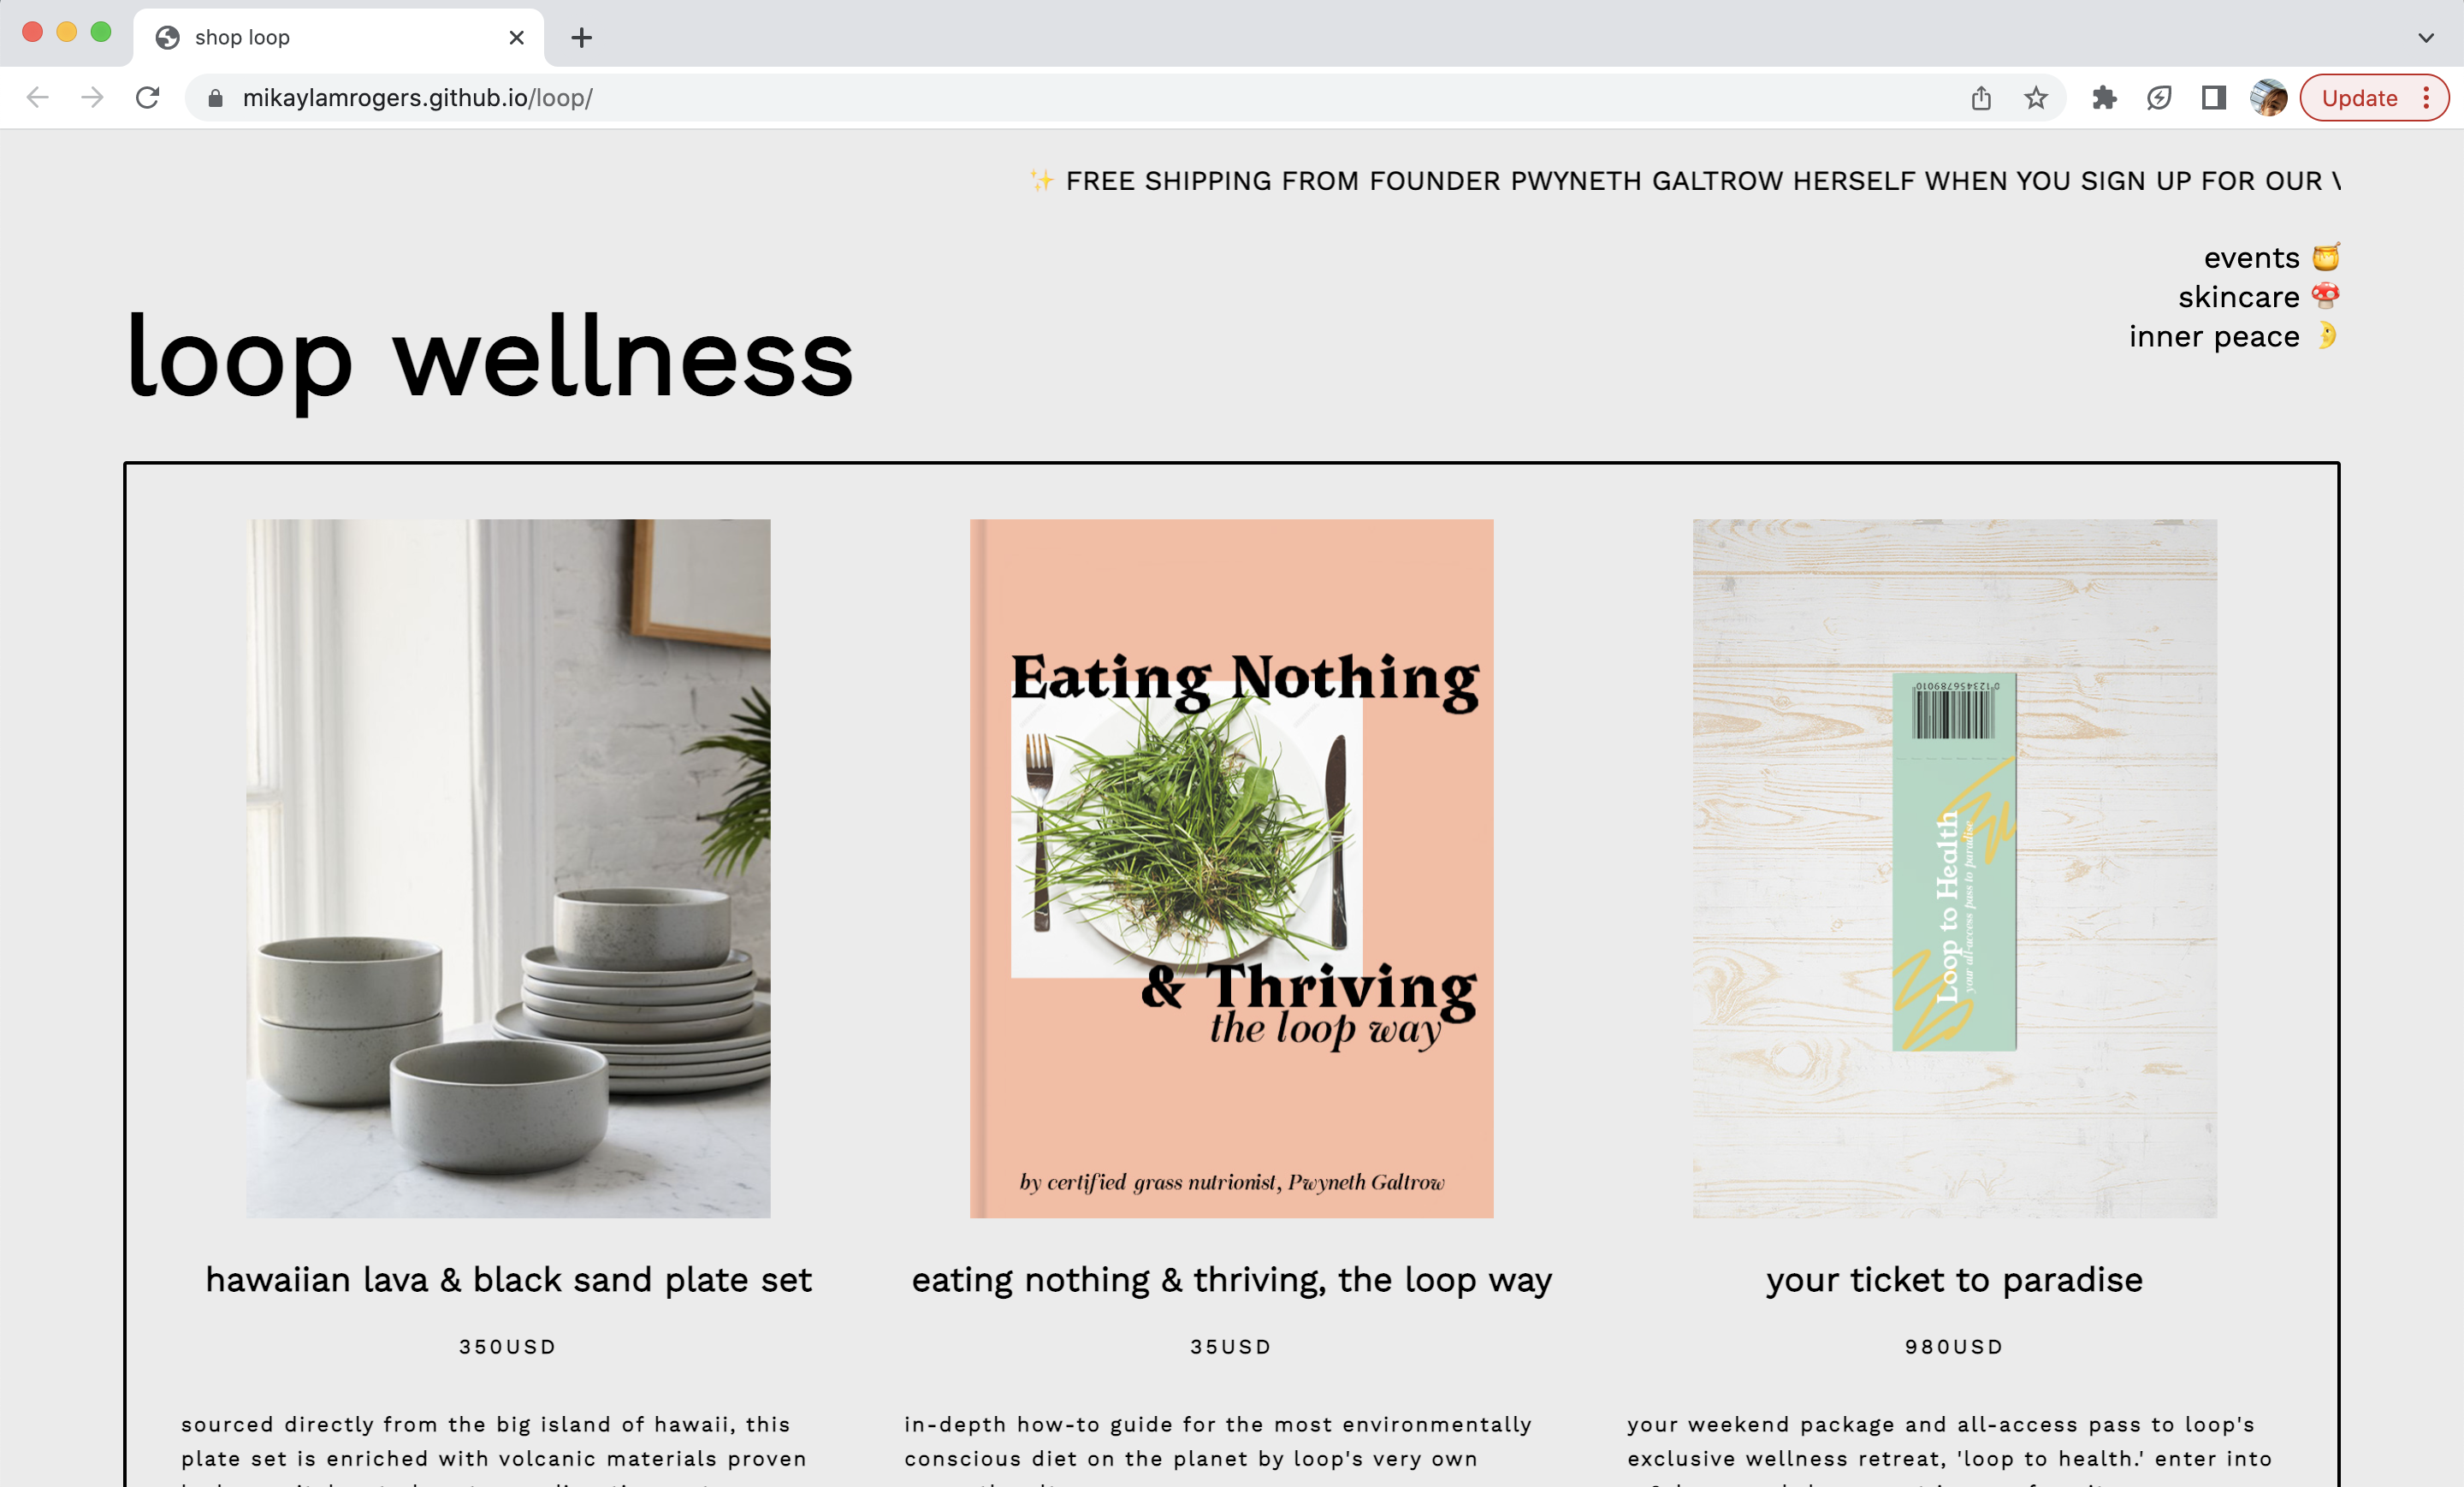 shop loop
mikaylamrogers.github.io/loop/
Update
✨ FREE SHIPPING FROM FOUNDER PWYNETH GALTROW HERSELF WHEN YOU SIGN UP FOR OUR
events 🍯
skincare 🍄
inner peace 🌛
loop wellness
Eating Nothing
& Thriving
the loop way
by certified grass nutrionist, Pwyneth Galtrow
0 12345678910
Loop to Health
your all-access pass to paradise
hawaiian lava & black sand plate set
350USD
sourced directly from the big island of hawaii, this
plate set is enriched with volcanic materials proven
eating nothing & thriving, the loop way
35USD
in-depth how-to guide for the most environmentally
conscious diet on the planet by loop's very own
your ticket to paradise
980USD
your weekend package and all-access pass to loop's
exclusive wellness retreat, 'loop to health.' enter into